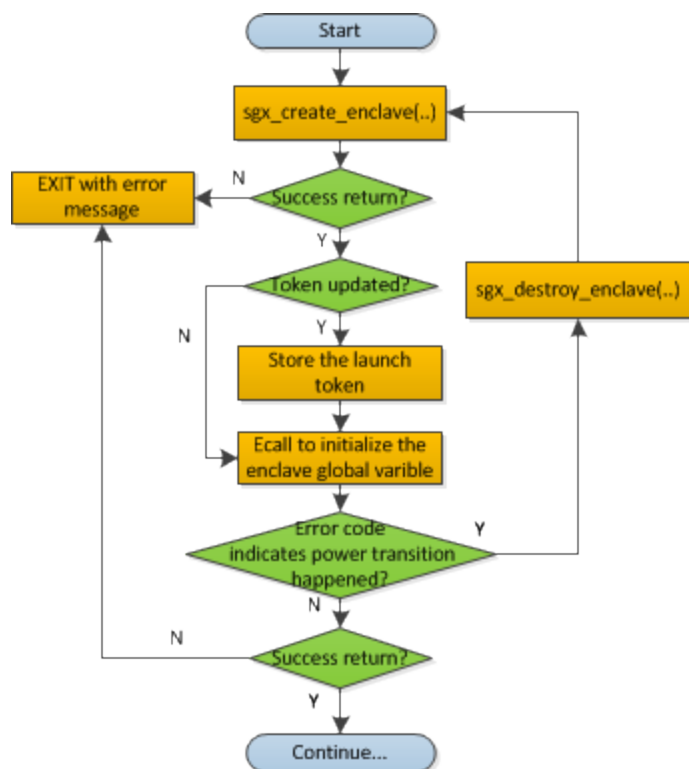 Start
sgx_create_enclave(..)
N
EXIT with error
message
Success return?
Y
Token updated?
sgx_destroy_enclave(..)
N
Y
Store the launch
token
Ecall to initialize the
enclave global varible
Error code
indicates power transition
happened?
Y
N
N
Success return?
Y
Continue...